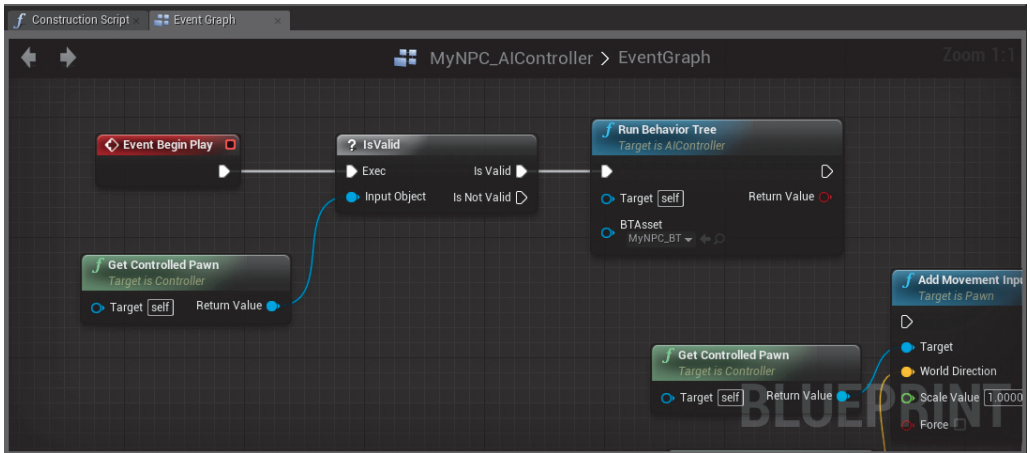 Construction Script
Event Graph
MyNPC_AIController > EventGraph
Zoom 1:1
Event Begin Play
? IsValid
Exec
Is Valid
Input Object
Is Not Valid
f Run Behavior Tree
Target is AIController
Target self
Return Value
BTAsset
MyNPC_BT
f Get Controlled Pawn
Target is Controller
Target self
Return Value
f Add Movement Inpu
Target is Pawn
Target
World Direction
Scale Value 1.0000
Force
f Get Controlled Pawn
Target is Controller
Target self
Return Value
BLUEPRINT